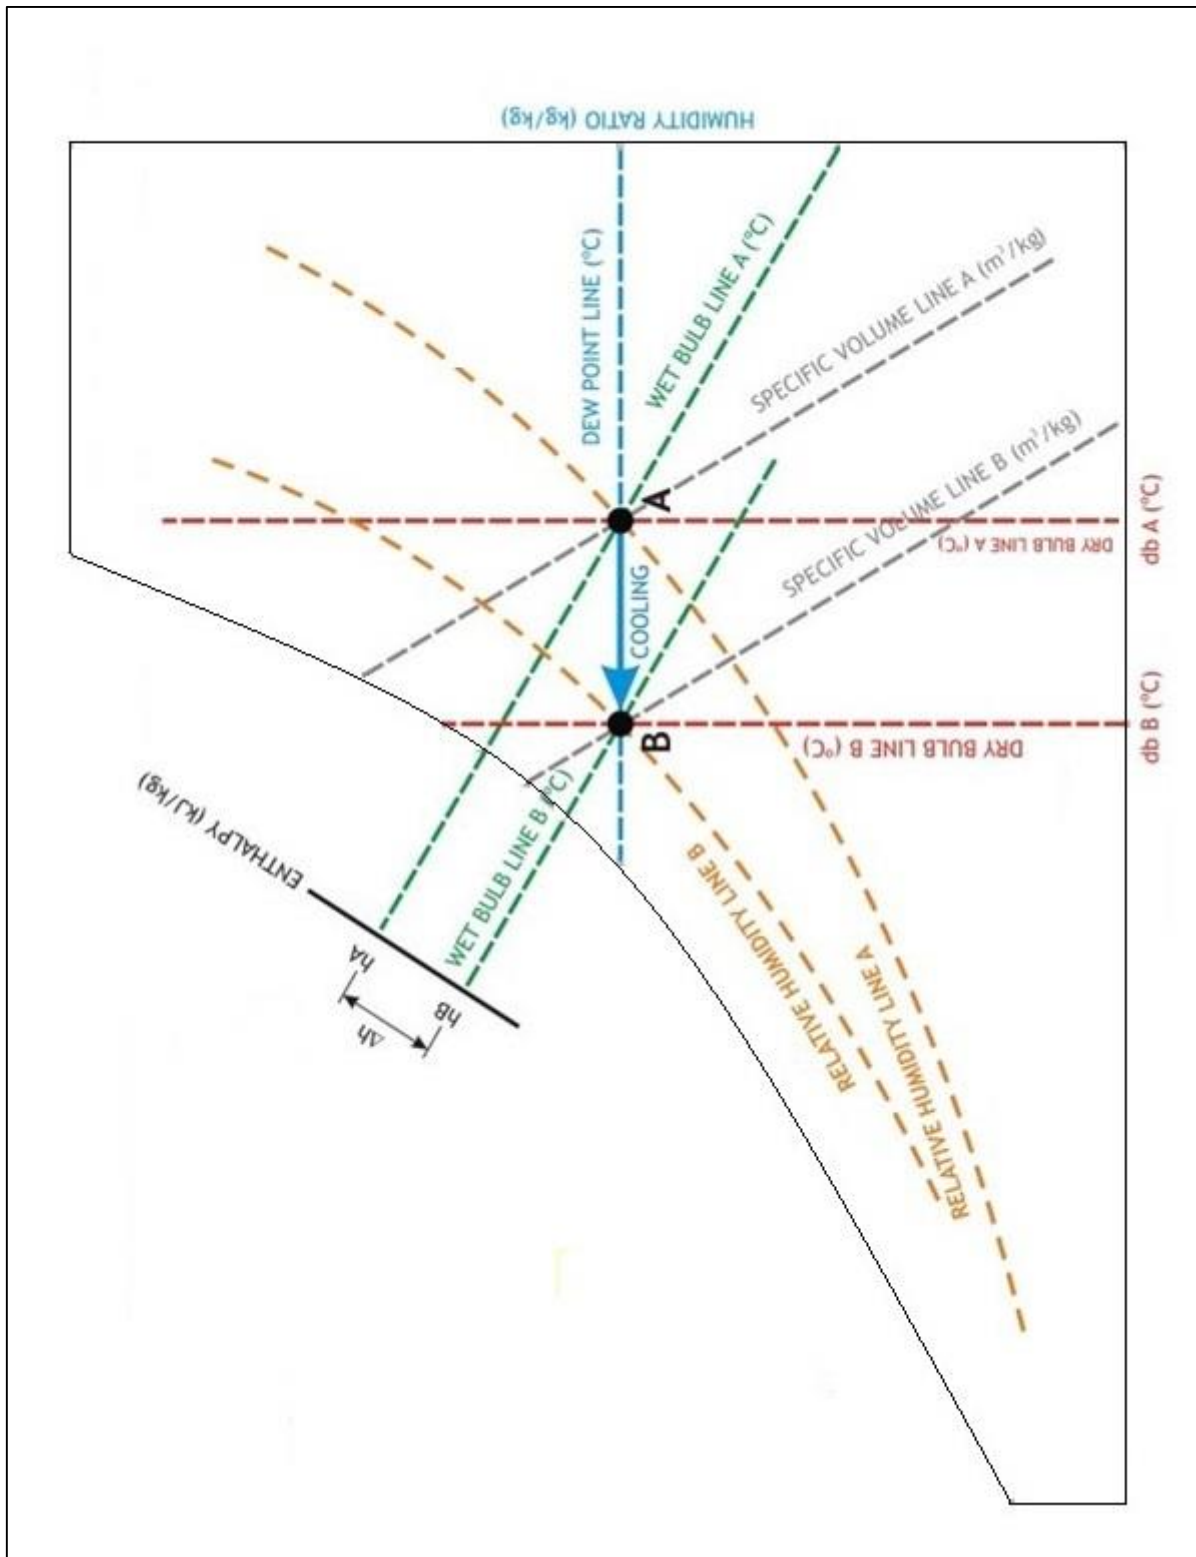 HUMIDITY RATIO (kg/kg)
DEW POINT LINE (°C)
WET BULB LINE A (°C)
SPECIFIC VOLUME LINE A (m³/kg)
SPECIFIC VOLUME LINE B (m³/kg)
A
DRY BULB LINE A (°C)
db A (°C)
COOLING
B
DRY BULB LINE B (°C)
db B (°C)
ENTHALPY (kJ/kg)
WET BULB LINE B (°C)
hA
hB
Δh
RELATIVE HUMIDITY LINE B
RELATIVE HUMIDITY LINE A